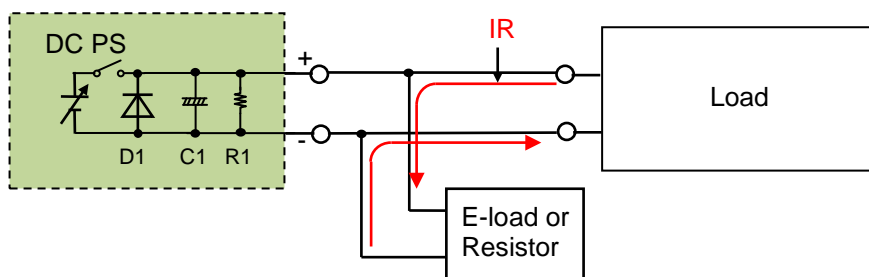 IR
DC PS
+
Load
-
D1
C1
R1
E-load or
Resistor